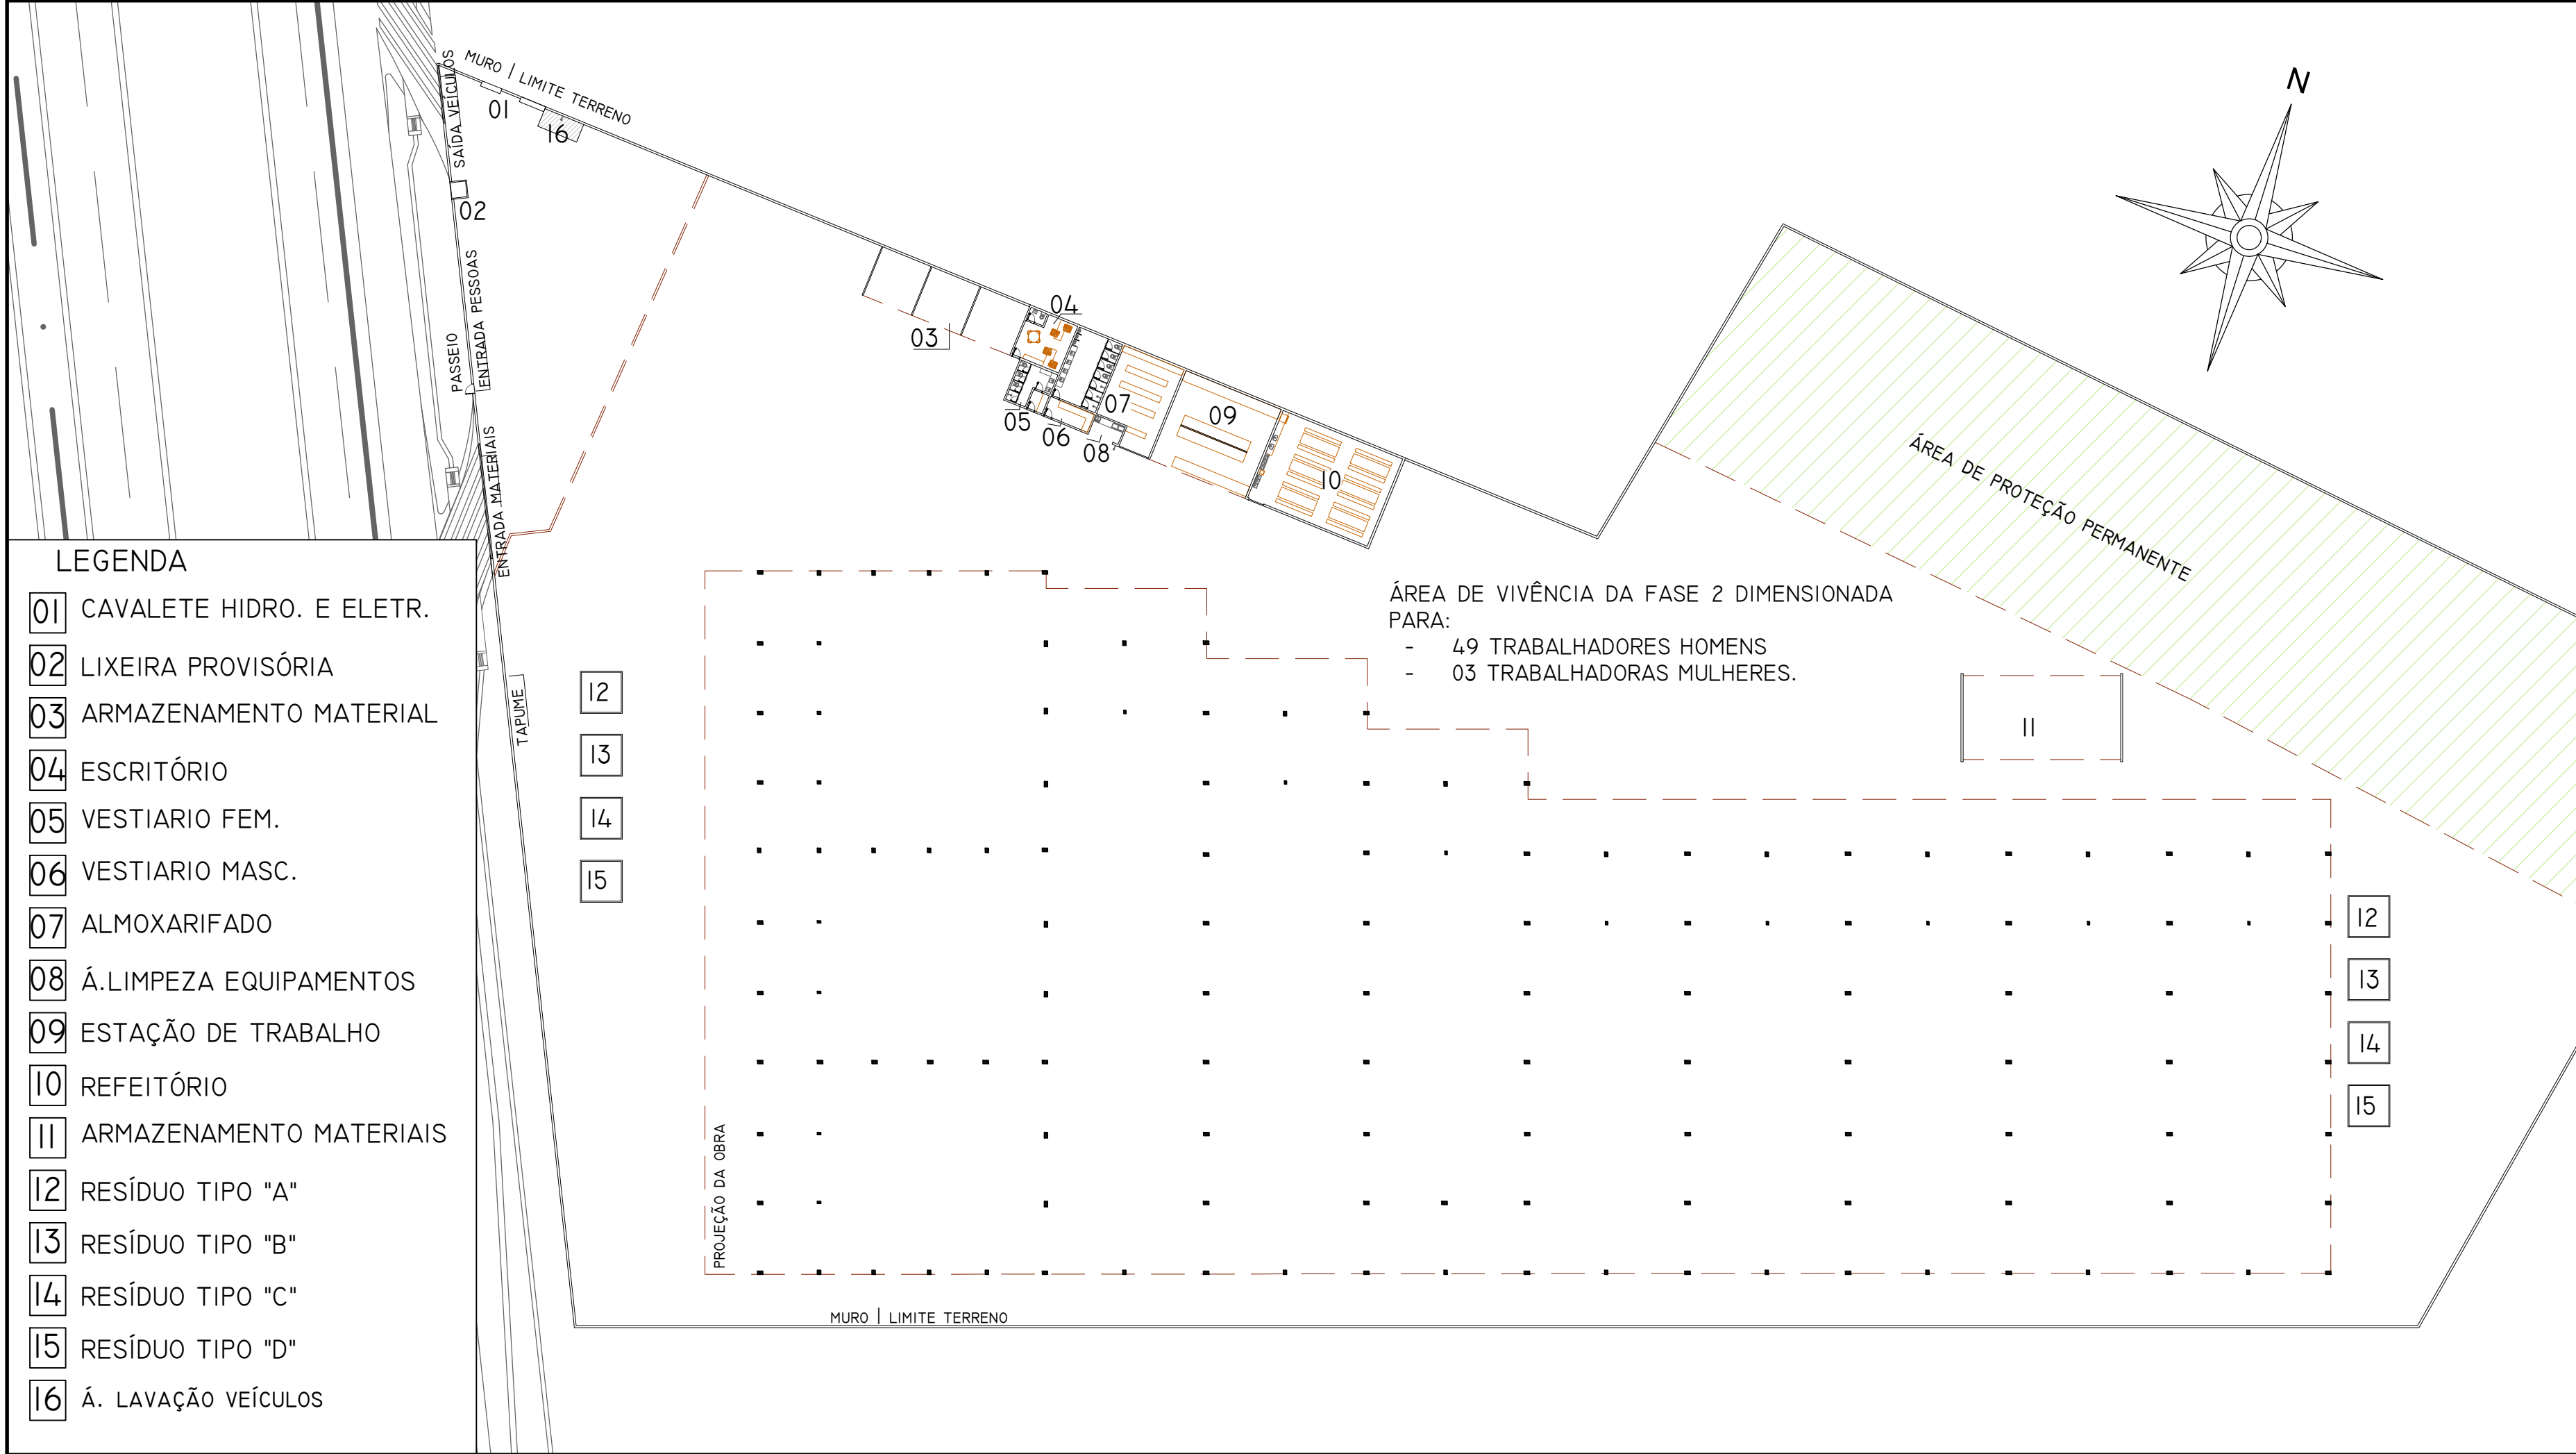 N
MURO | LIMITE TERRENO
SAÍDA VEÍCULOS
01
16
02
ENTRADA PESSOAS
PASSEIO
ENTRADA MATERIAIS
03
04
05
06
07
08
09
10
ÁREA DE PROTEÇÃO PERMANENTE
ÁREA DE VIVÊNCIA DA FASE 2 DIMENSIONADA
PARA:
- 49 TRABALHADORES HOMENS
- 03 TRABALHADORAS MULHERES.
11
TAPUME
12
13
14
15
12
13
14
15
PROJEÇÃO DA OBRA
MURO | LIMITE TERRENO
LEGENDA
01 CAVALETE HIDRO. E ELETR.
02 LIXEIRA PROVISÓRIA
03 ARMAZENAMENTO MATERIAL
04 ESCRITÓRIO
05 VESTIARIO FEM.
06 VESTIARIO MASC.
07 ALMOXARIFADO
08 Á.LIMPEZA EQUIPAMENTOS
09 ESTAÇÃO DE TRABALHO
10 REFEITÓRIO
11 ARMAZENAMENTO MATERIAIS
12 RESÍDUO TIPO "A"
13 RESÍDUO TIPO "B"
14 RESÍDUO TIPO "C"
15 RESÍDUO TIPO "D"
16 Á. LAVAÇÃO VEÍCULOS